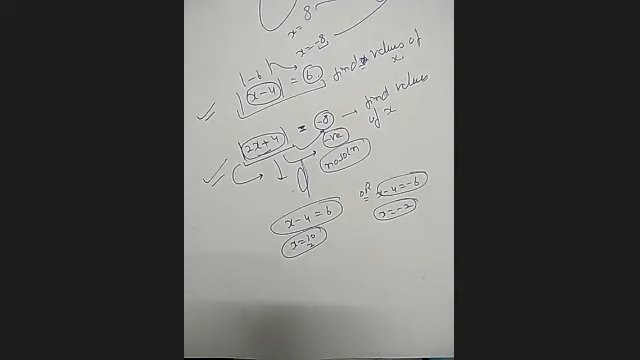 x = 8
x = -8
|-6|
|x-4| = 6 find values of x
|2x+4| = -8 → find values of x
-ve
no soln
x-4=6 OR x-4=-6
x=10 x=-2